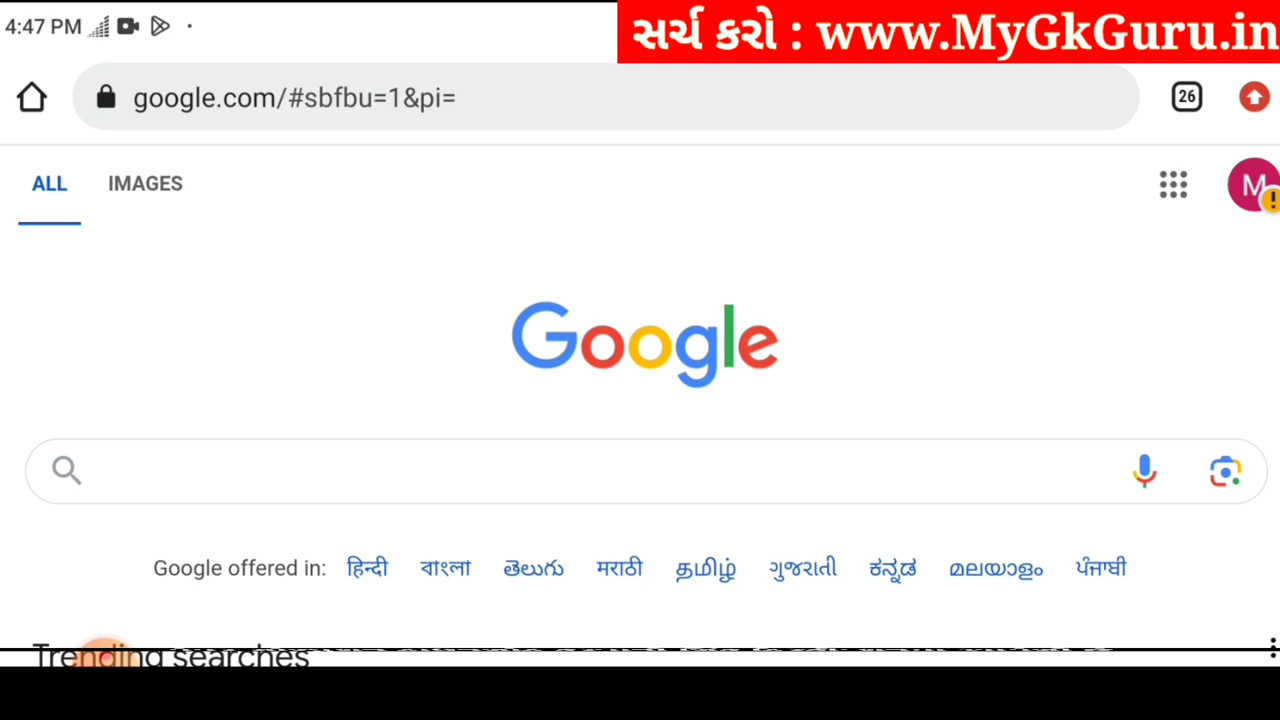 4:47 PM
સર્ચ કરો : www.MyGkGuru.in
google.com/#sbfbu=1&pi=
26
ALL IMAGES
M
Google
Google offered in: हिन्दी বাংলা తెలుగు मराठी தமிழ் ગુજરાતી ಕನ್ನಡ മലയാളം ਪੰਜਾਬੀ
Trending searches